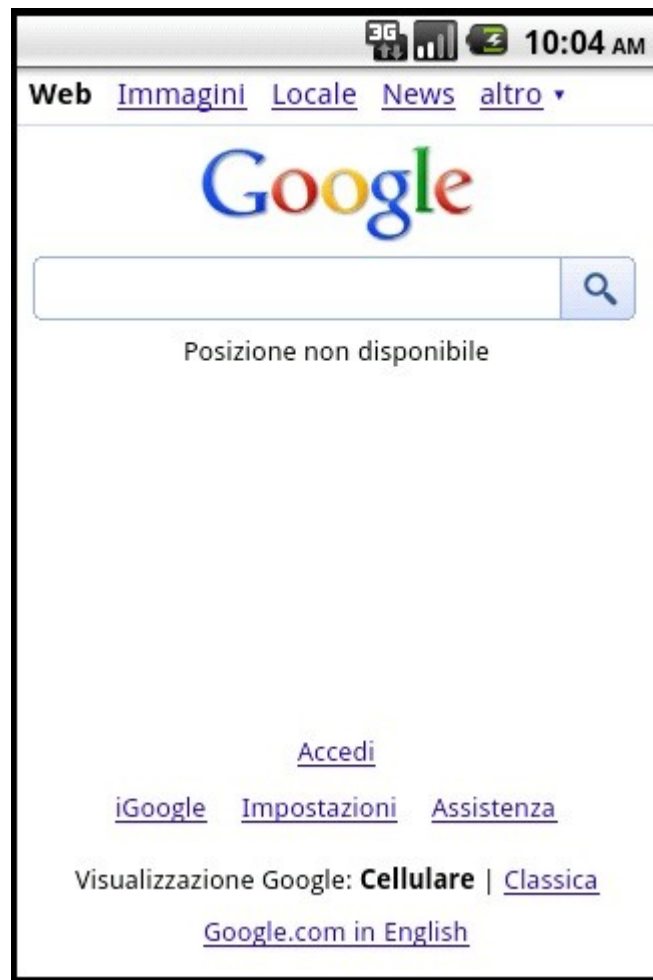 3G 10:04 AM
Web Immagini Locale News altro ▾
Google
Posizione non disponibile
Accedi
iGoogle Impostazioni Assistenza
Visualizzazione Google: Cellulare | Classica
Google.com in English